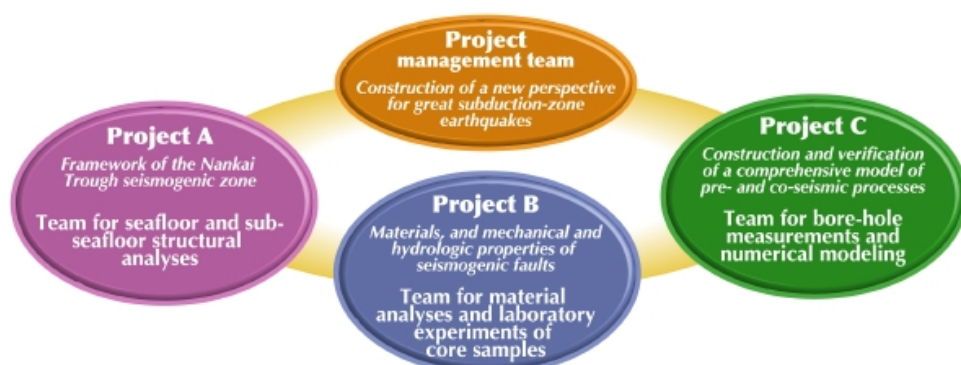 Project
management team
Construction of a new perspective
for great subduction-zone
earthquakes
Project A
Framework of the Nankai
Trough seismogenic zone
Team for seafloor and sub-
seafloor structural
analyses
Project B
Materials, and mechanical and
hydrologic properties of
seismogenic faults
Team for material
analyses and laboratory
experiments of
core samples
Project C
Construction and verification
of a comprehensive model of
pre- and co-seismic processes
Team for bore-hole
measurements and
numerical modeling